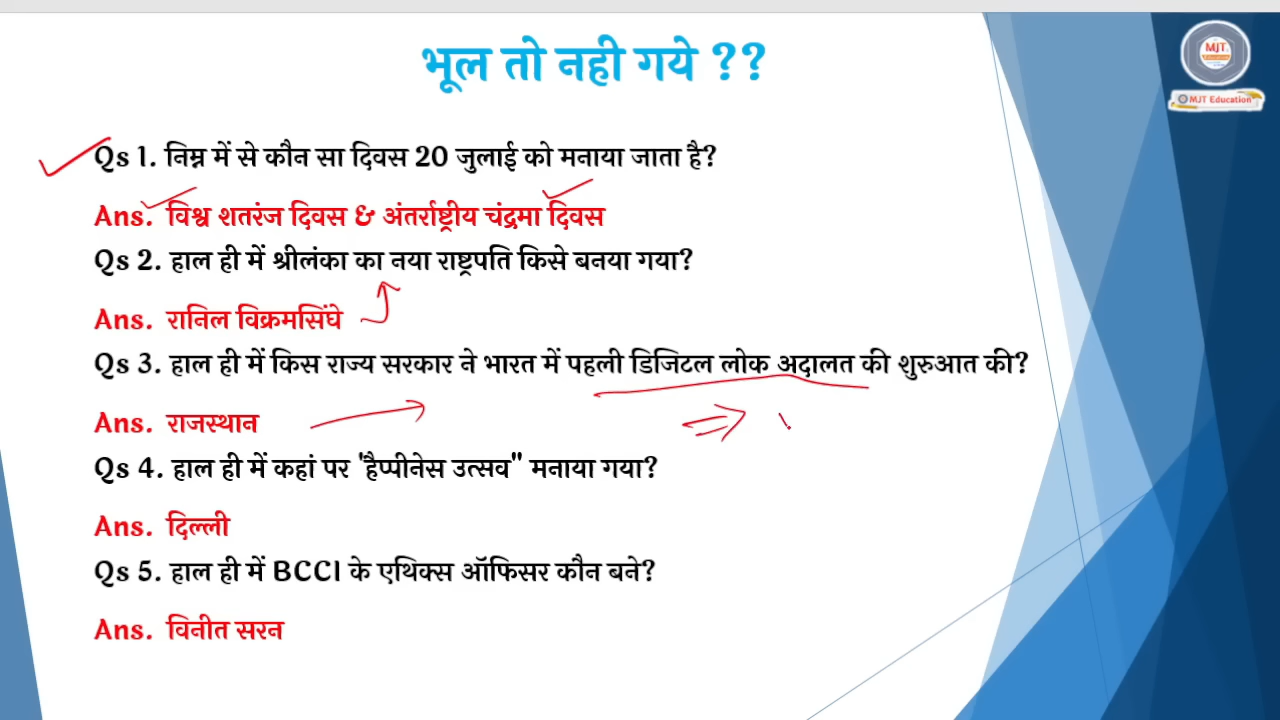 भूल तो नही गये ??
MJT
Education
MJT Education
Qs 1. निम्न में से कौन सा दिवस 20 जुलाई को मनाया जाता है?
Ans. विश्व शतरंज दिवस & अंतर्राष्ट्रीय चंद्रमा दिवस
Qs 2. हाल ही में श्रीलंका का नया राष्ट्रपति किसे बनया गया?
Ans. रानिल विक्रमसिंघे
Qs 3. हाल ही में किस राज्य सरकार ने भारत में पहली डिजिटल लोक अदालत की शुरुआत की?
Ans. राजस्थान
Qs 4. हाल ही में कहां पर 'हैप्पीनेस उत्सव" मनाया गया?
Ans. दिल्ली
Qs 5. हाल ही में BCCI के एथिक्स ऑफिसर कौन बने?
Ans. विनीत सरन